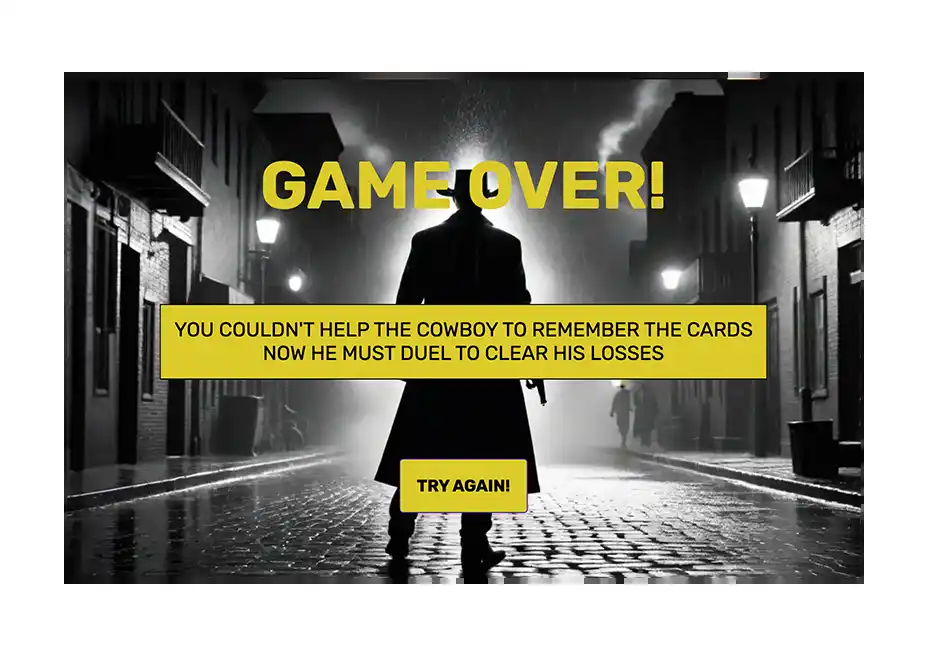 GAME OVER!
YOU COULDN'T HELP THE COWBOY TO REMEMBER THE CARDS
NOW HE MUST DUEL TO CLEAR HIS LOSSES
TRY AGAIN!